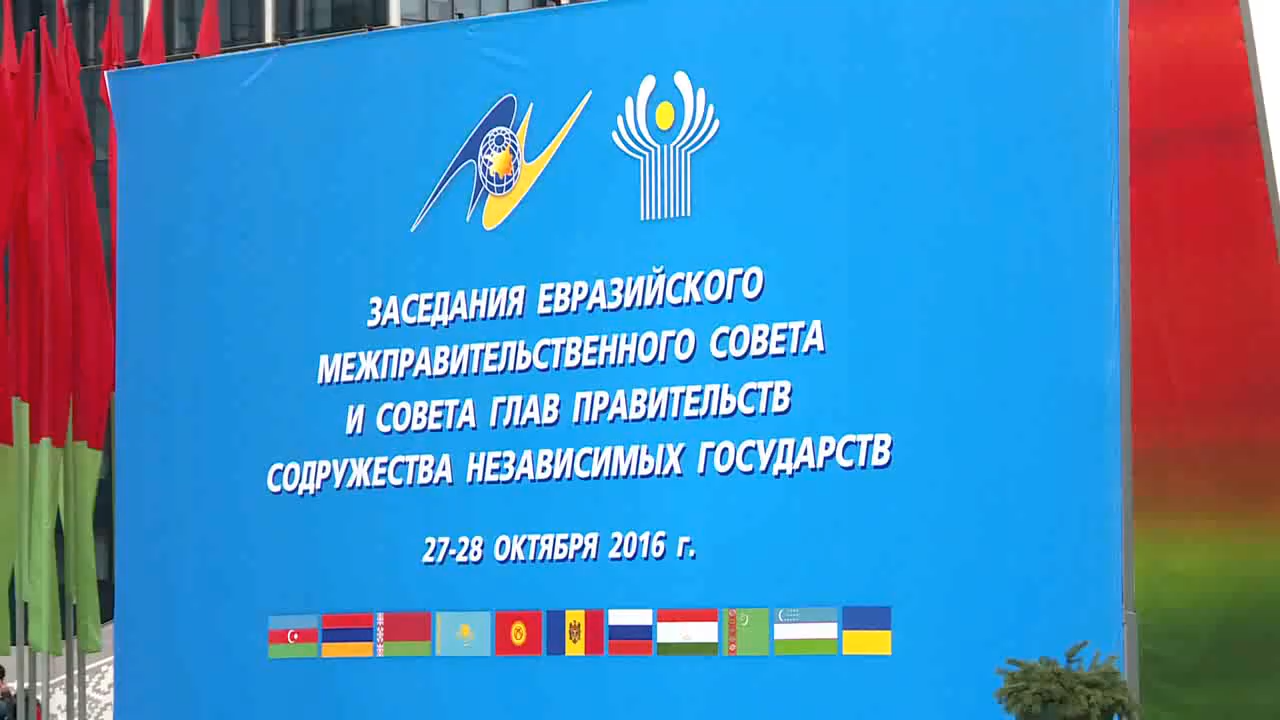 ЗАСЕДАНИЯ ЕВРАЗИЙСКОГО
МЕЖПРАВИТЕЛЬСТВЕННОГО СОВЕТА
И СОВЕТА ГЛАВ ПРАВИТЕЛЬСТВ
СОДРУЖЕСТВА НЕЗАВИСИМЫХ ГОСУДАРСТВ
27-28 ОКТЯБРЯ 2016 г.